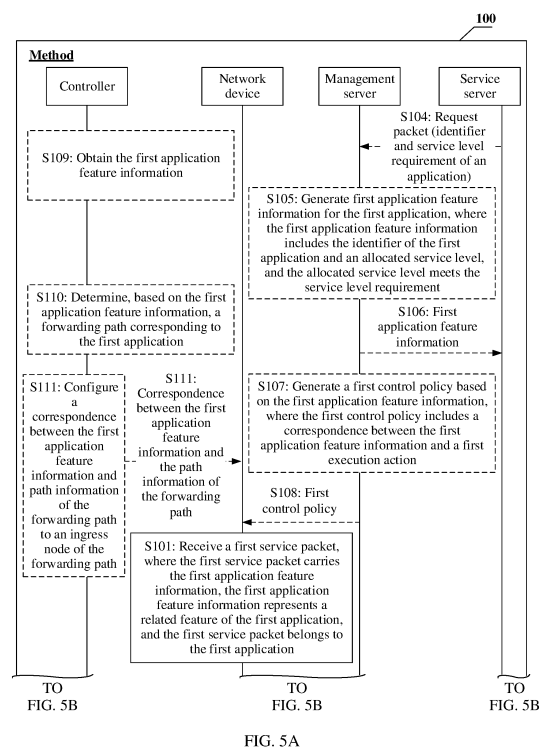 100
Method
Controller
Network
device
Management
server
Service
server
S104: Request
packet (identifier
and service level
requirement of an
application)
S109: Obtain the first application
feature information
S105: Generate first application feature
information for the first application, where
the first application feature information
includes the identifier of the first
application and an allocated service level,
and the allocated service level meets the
service level requirement
S110: Determine, based on the first
application feature information, a
forwarding path corresponding to
the first application
S106: First
application feature
information
S111: Configure
a
correspondence
between the first
application
feature
information and
path information
of the
forwarding path
to an ingress
node of the
forwarding path
S111:
Correspondence
between the first
application
feature
information and
the path
information
of the forwarding
path
S107: Generate a first control policy based
on the first application feature information,
where the first control policy includes a
correspondence between the first
application feature information and a first
execution action
S108: First
control policy
S101: Receive a first service packet,
where the first service packet carries
the first application feature
information, the first application
feature information represents a
related feature of the first application,
and the first service packet belongs to
the first application
TO
FIG. 5B
TO
FIG. 5B
TO
FIG. 5B
FIG. 5A